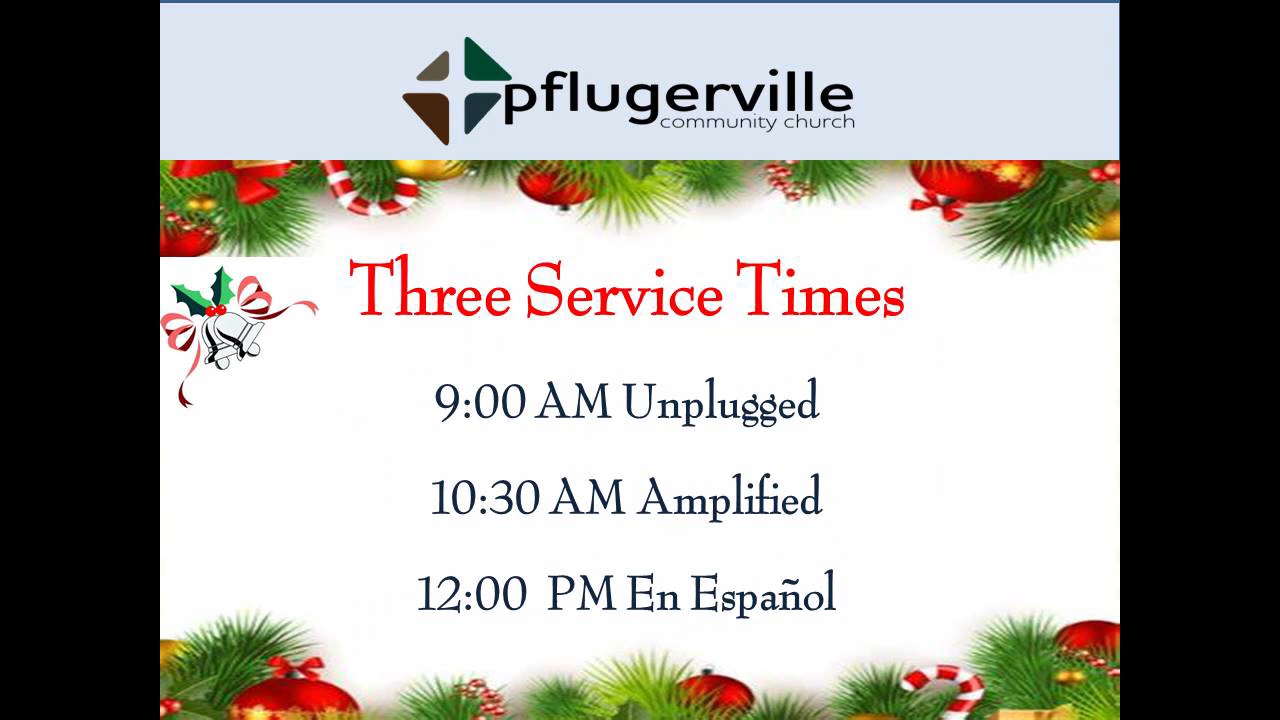 pflugerville
community church
Three Service Times
9:00 AM Unplugged
10:30 AM Amplified
12:00 PM En Español